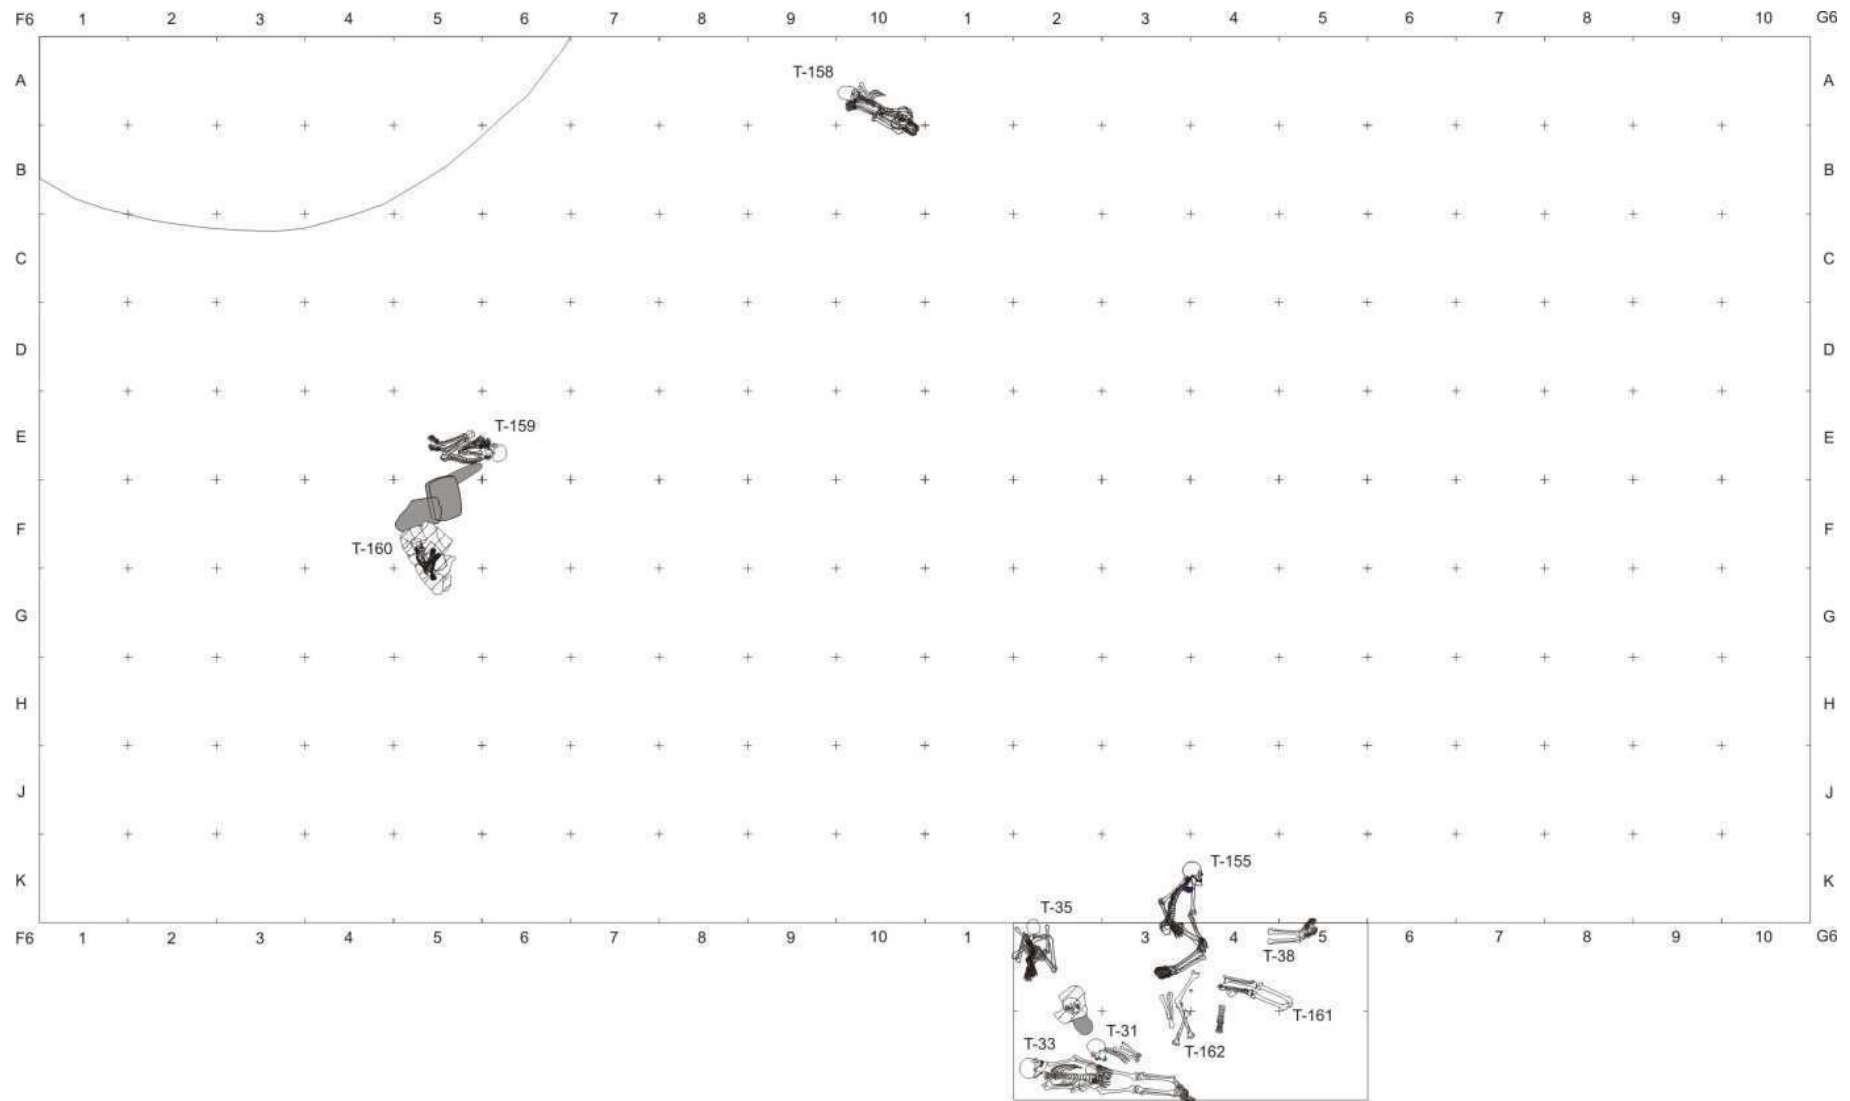 F6 1 2 3 4 5 6 7 8 9 10 1 2 3 4 5 6 7 8 9 10 G6
T-158
A A
B B
C C
D D
T-159
E E
F F
T-160
G G
H H
J J
T-155
K K
T-35
F6 1 2 3 4 5 6 7 8 9 10 1 3 4 5 6 7 8 9 10 G6
T-38
T-161
T-31
T-33
T-162